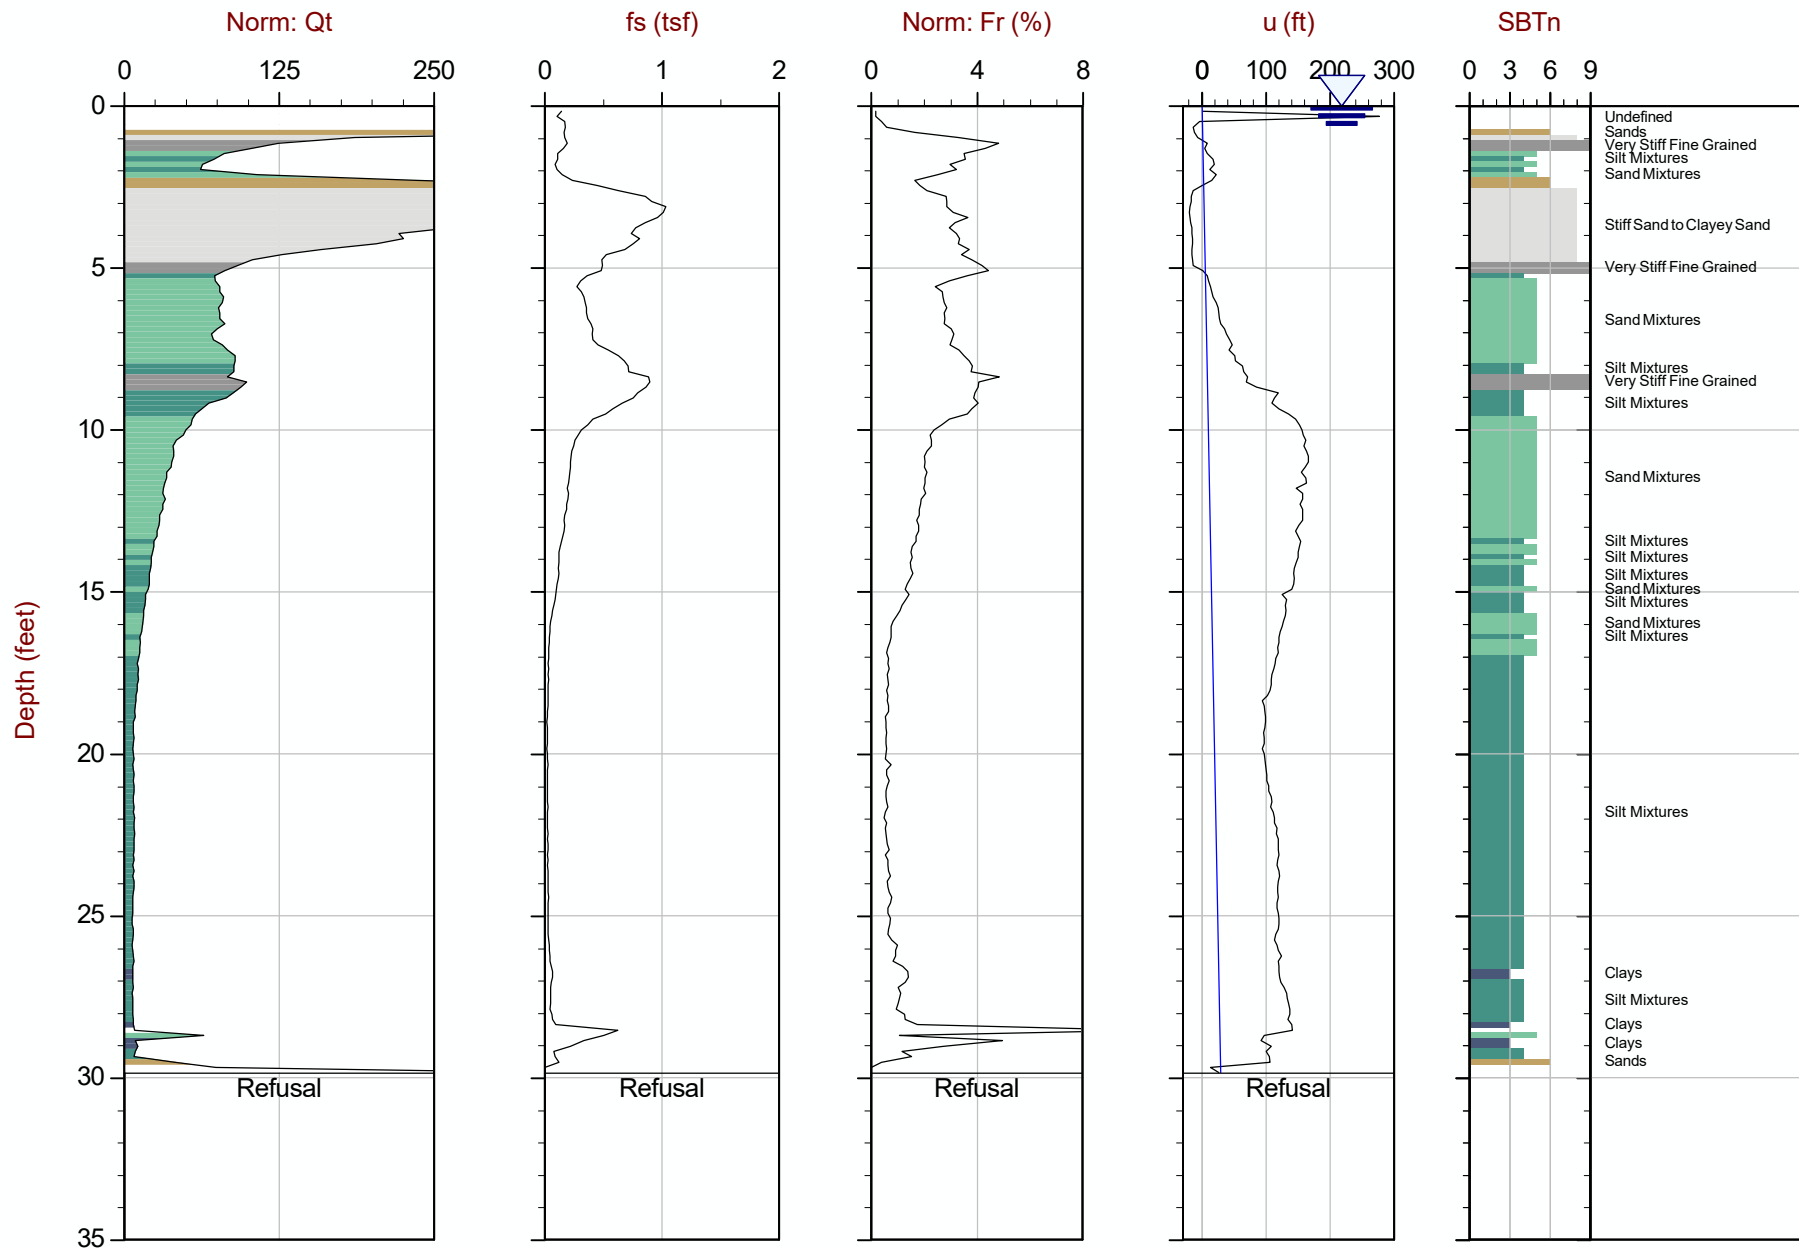 Norm: Qt fs (tsf) Norm: Fr (%) u (ft) SBTn
0 125 250 0 1 2 0 4 8 0 100 200 300 0 3 6 9
0
Undefined
Sands
Very Stiff Fine Grained
Silt Mixtures
Sand Mixtures
Stiff Sand to Clayey Sand
5
Very Stiff Fine Grained
Sand Mixtures
Silt Mixtures
Very Stiff Fine Grained
Silt Mixtures
10
Sand Mixtures
Silt Mixtures
Silt Mixtures
Silt Mixtures
15
Sand Mixtures
Silt Mixtures
Sand Mixtures
Silt Mixtures
Depth (feet)
20
Silt Mixtures
25
Clays
Silt Mixtures
Clays
Clays
Sands
30
Refusal Refusal Refusal Refusal
35